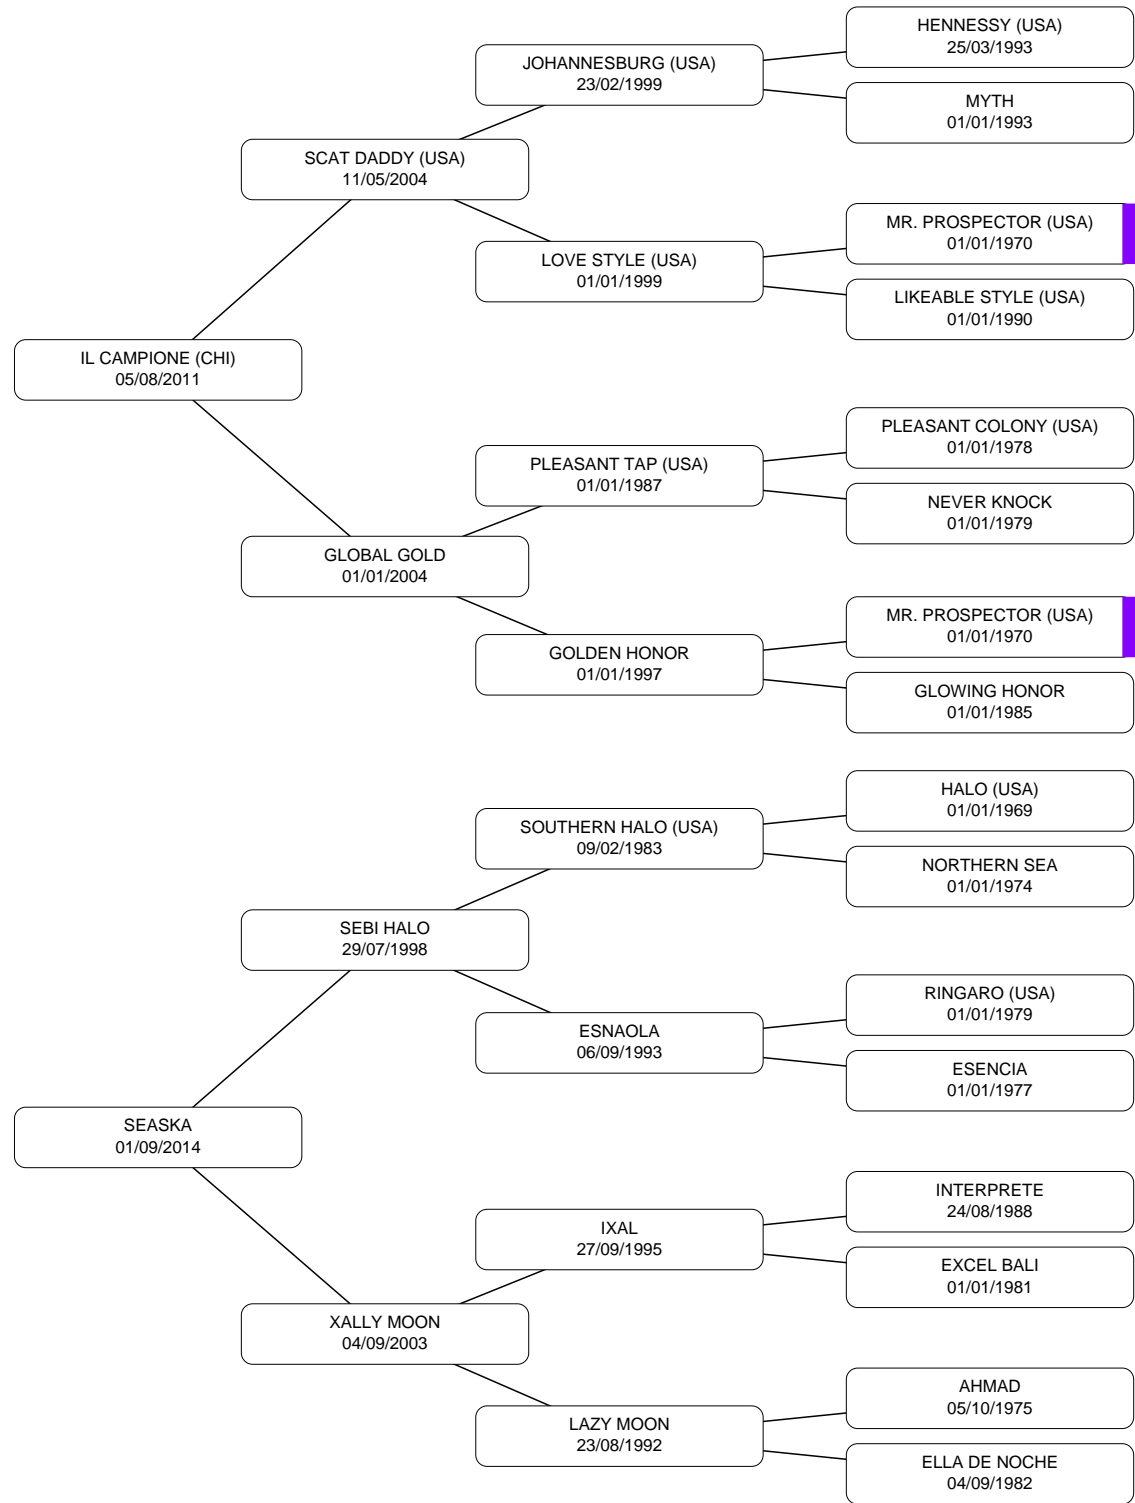 HENNESSY (USA)
25/03/1993
JOHANNESBURG (USA)
23/02/1999
MYTH
01/01/1993
SCAT DADDY (USA)
11/05/2004
MR. PROSPECTOR (USA)
01/01/1970
LOVE STYLE (USA)
01/01/1999
LIKEABLE STYLE (USA)
01/01/1990
IL CAMPIONE (CHI)
05/08/2011
PLEASANT COLONY (USA)
01/01/1978
PLEASANT TAP (USA)
01/01/1987
NEVER KNOCK
01/01/1979
GLOBAL GOLD
01/01/2004
MR. PROSPECTOR (USA)
01/01/1970
GOLDEN HONOR
01/01/1997
GLOWING HONOR
01/01/1985
HALO (USA)
01/01/1969
SOUTHERN HALO (USA)
09/02/1983
NORTHERN SEA
01/01/1974
SEBI HALO
29/07/1998
RINGARO (USA)
01/01/1979
ESNAOLA
06/09/1993
ESENCIA
01/01/1977
SEASKA
01/09/2014
INTERPRETE
24/08/1988
IXAL
27/09/1995
EXCEL BALI
01/01/1981
XALLY MOON
04/09/2003
AHMAD
05/10/1975
LAZY MOON
23/08/1992
ELLA DE NOCHE
04/09/1982